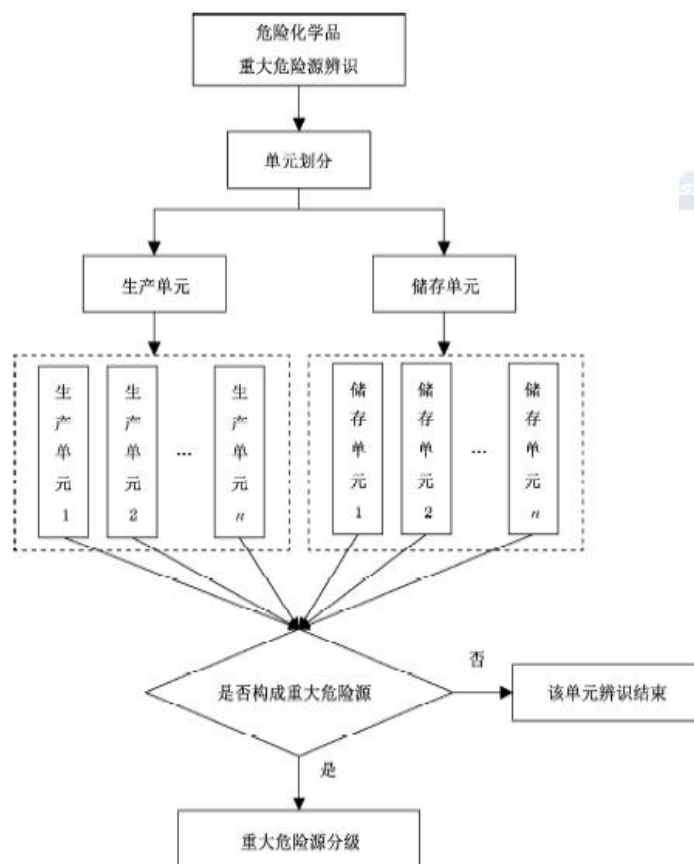 危险化学品
重大危险源辨识
单元划分
生产单元
储存单元
生产单元1
生产单元2
...
生产单元n
储存单元1
储存单元2
...
储存单元n
是否构成重大危险源
否
该单元辨识结束
是
重大危险源分级